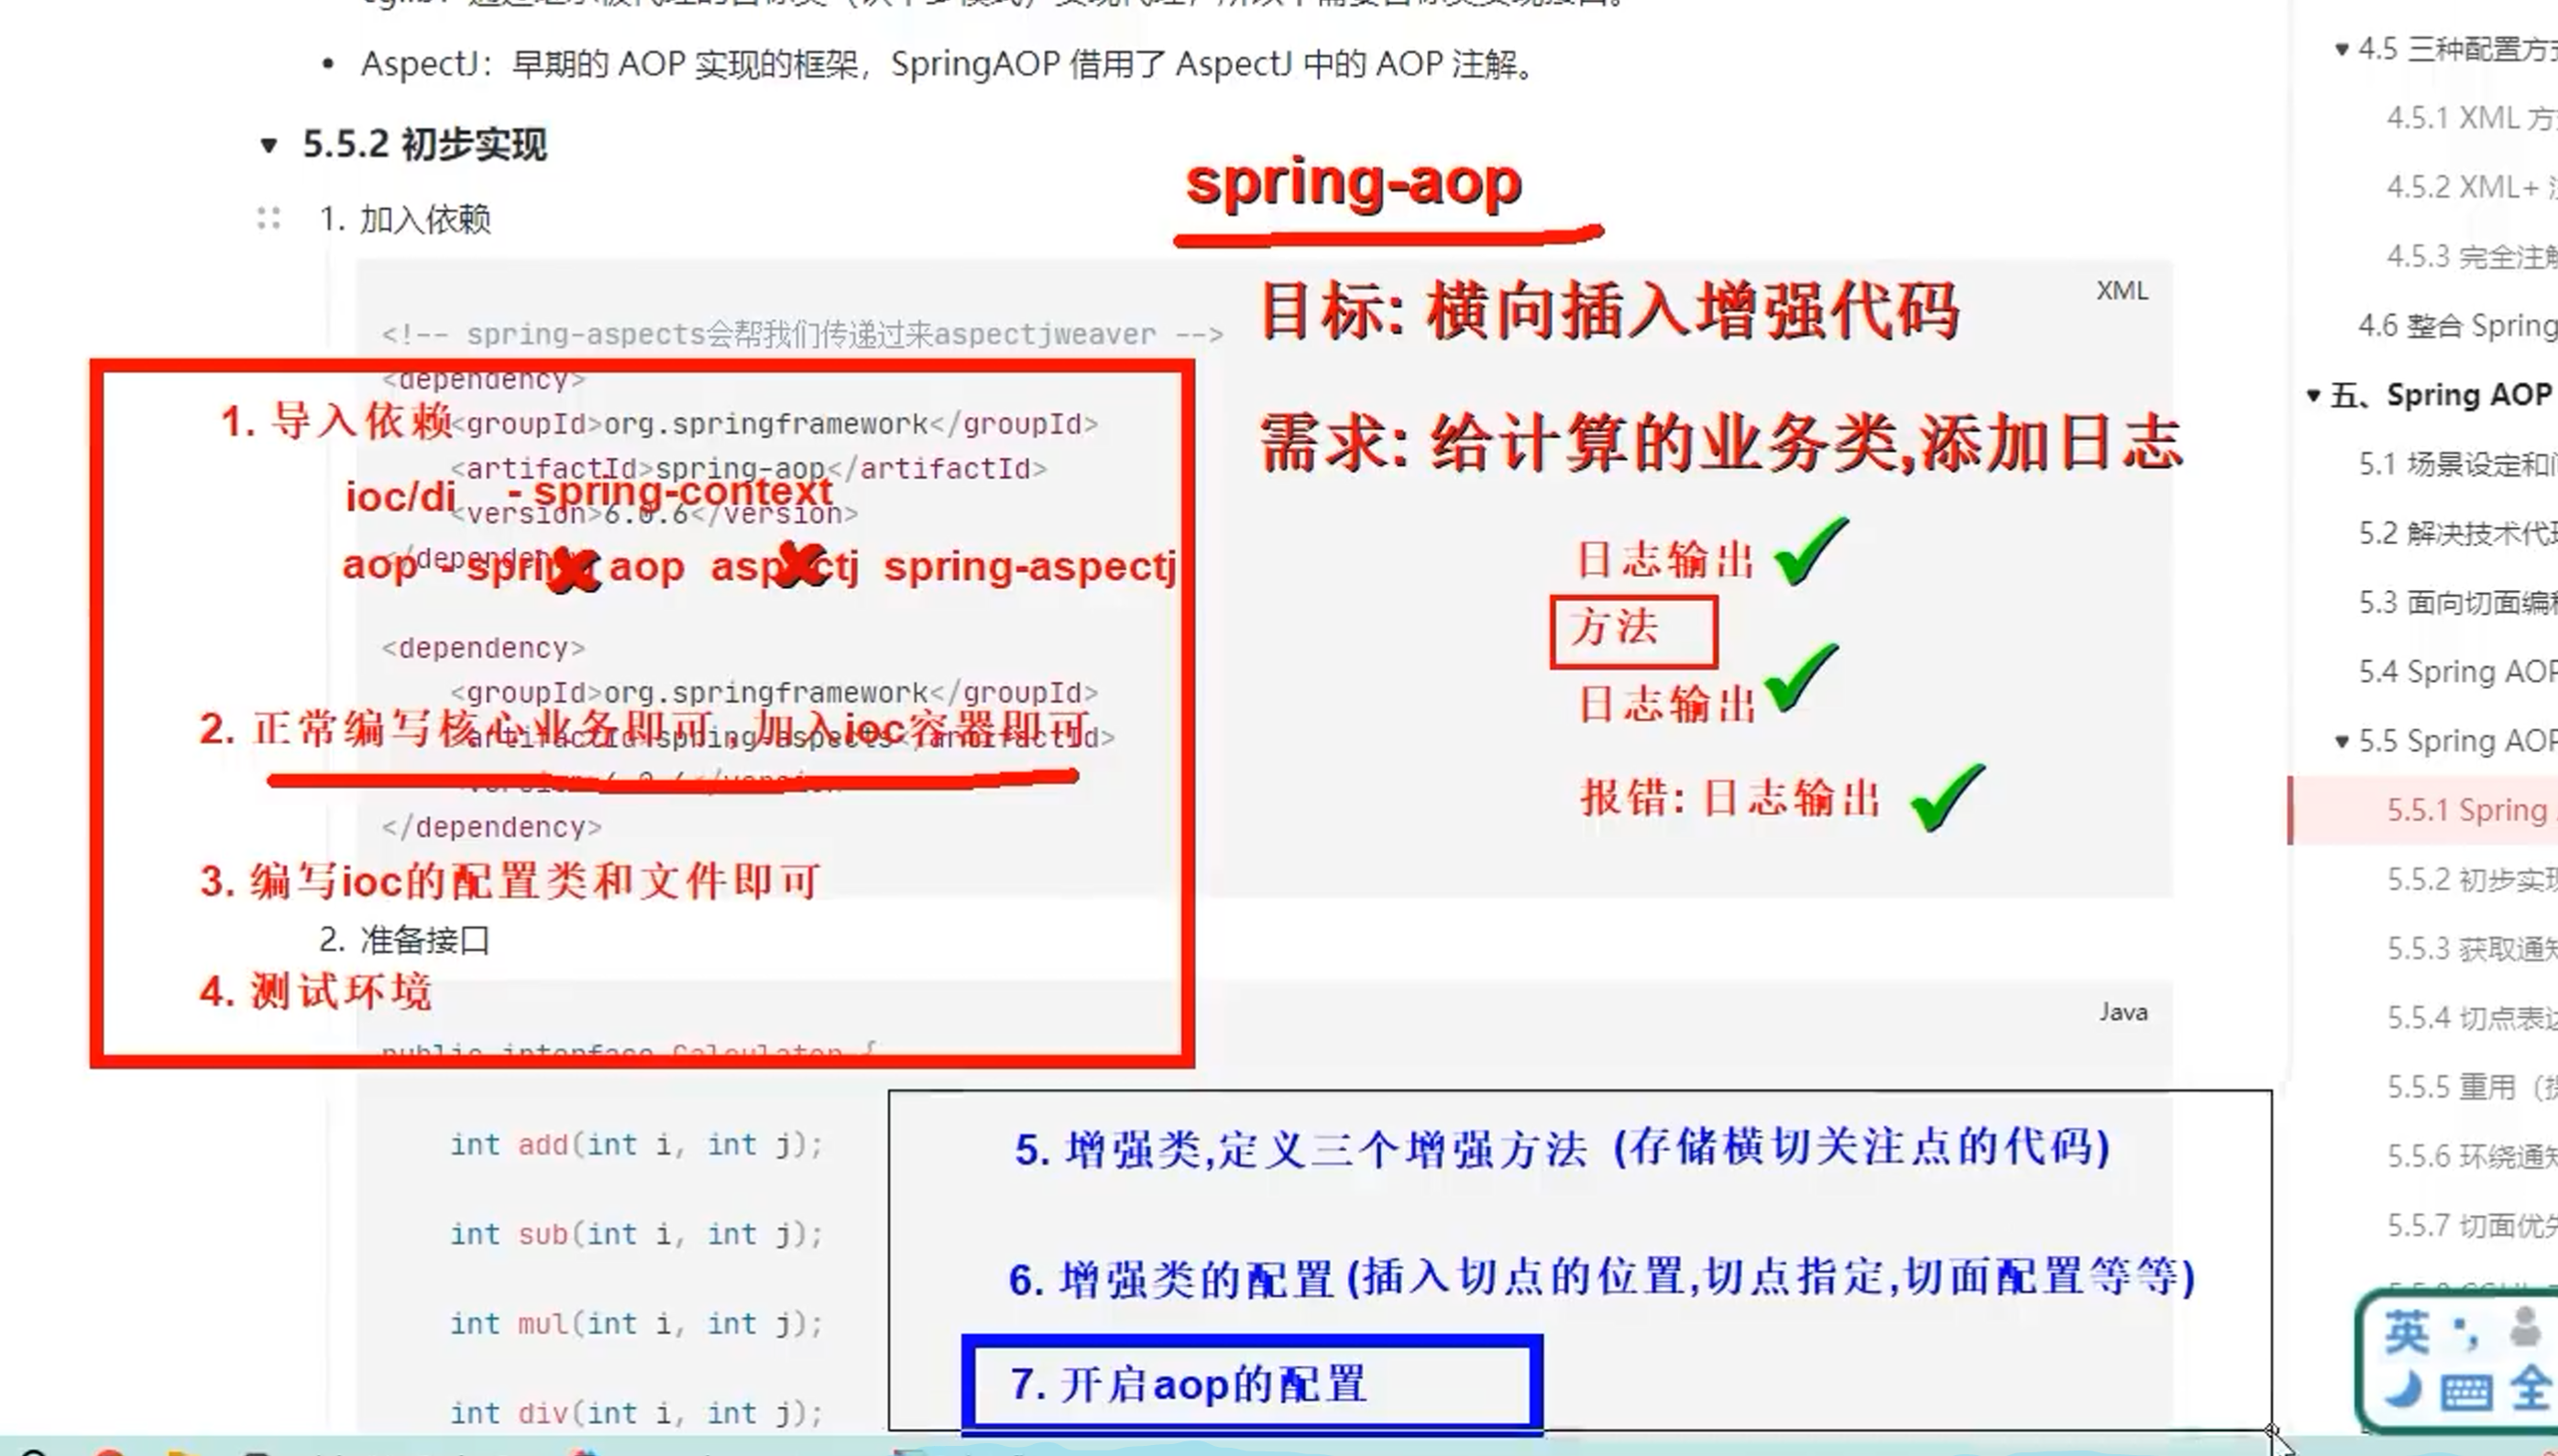 AspectJ：早期的 AOP 实现的框架，SpringAOP 借用了 AspectJ 中的 AOP 注解。
5.5.2 初步实现
spring-aop
1. 加入依赖
XML
目标: 横向插入增强代码
<!-- spring-aspects会帮我们传递过来aspectjweaver -->
<dependency>
1. 导入依赖
<groupId>org.springframework</groupId>
需求: 给计算的业务类,添加日志
<artifactId>spring-aop</artifactId>
ioc/di - spring-context
<version>6.0.6</version>
日志输出
</dependency>
aop - spring aop aspectj spring-aspectj
方法
<dependency>
<groupId>org.springframework</groupId>
日志输出
2. 正常编写核心业务即可,加入ioc容器即可
<artifactId>spring-aspects</artifactId>
<version>6.0.6</version>
报错: 日志输出
</dependency>
3. 编写ioc的配置类和文件即可
2. 准备接口
4. 测试环境
Java
public interface Calculator {
int add(int i, int j);
5. 增强类,定义三个增强方法 (存储横切关注点的代码)
int sub(int i, int j);
6. 增强类的配置 (插入切点的位置,切点指定,切面配置等等)
int mul(int i, int j);
7. 开启aop的配置
int div(int i, int j);
4.5 三种配置方式
4.5.1 XML 方
4.5.2 XML+
4.5.3 完全注解
4.6 整合 Spring
五、Spring AOP
5.1 场景设定和问
5.2 解决技术代理
5.3 面向切面编程
5.4 Spring AOP
5.5 Spring AOP
5.5.1 Spring
5.5.2 初步实现
5.5.3 获取通知
5.5.4 切点表达
5.5.5 重用（提
5.5.6 环绕通知
5.5.7 切面优先
英 全